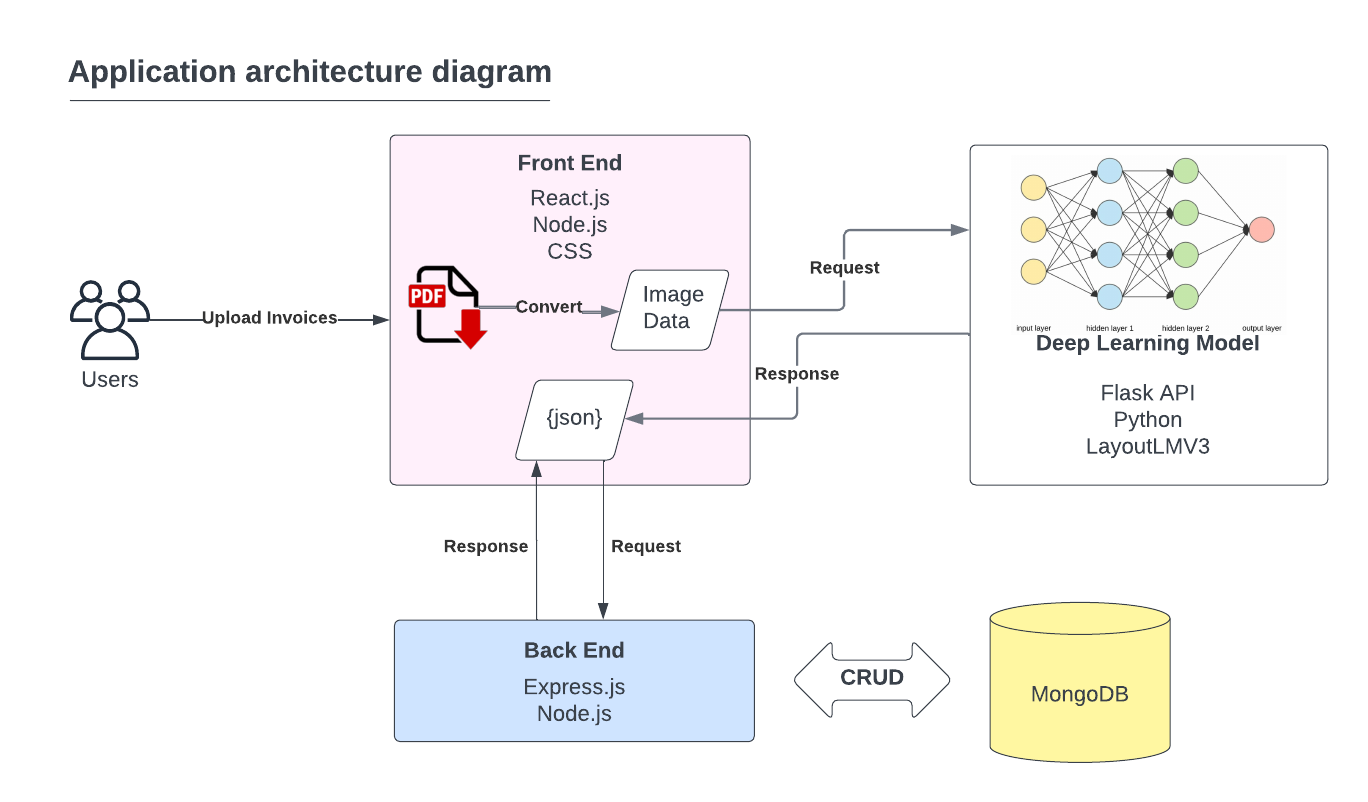 Application architecture diagram
Front End
React.js
Node.js
CSS
PDF
Convert
Image
Data
Upload Invoices
Users
Request
Response
{json}
input layer
hidden layer 1
hidden layer 2
output layer
Deep Learning Model
Flask API
Python
LayoutLMV3
Response
Request
Back End
Express.js
Node.js
CRUD
MongoDB